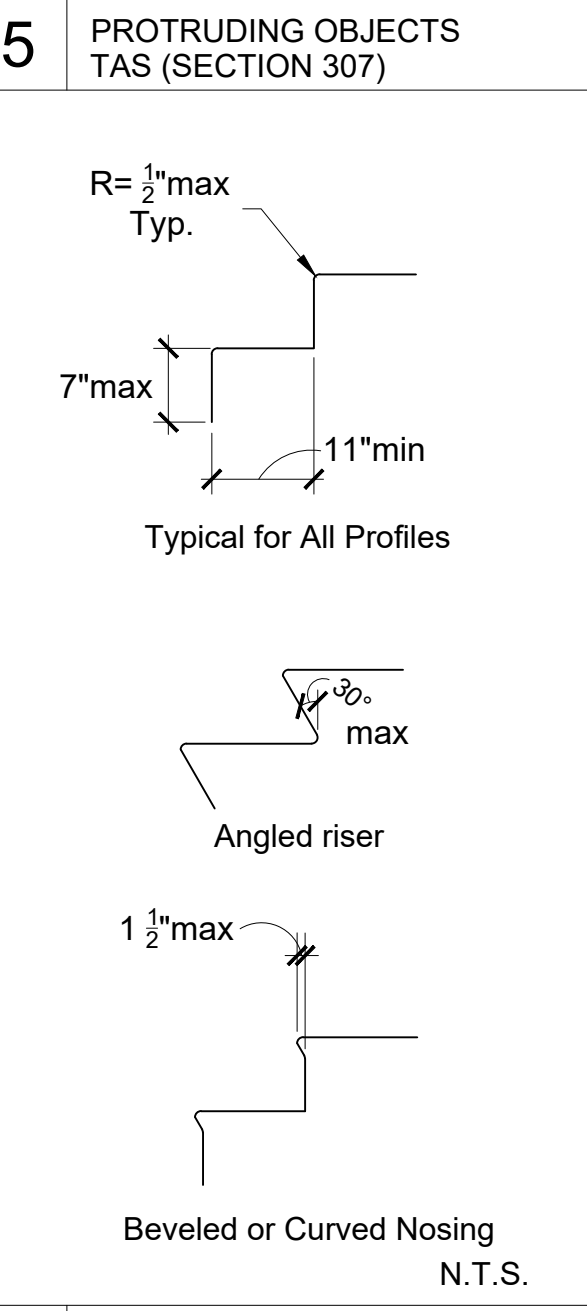 5
PROTRUDING OBJECTS
TAS (SECTION 307)
R= 1/2"max
Typ.
7"max
11"min
Typical for All Profiles
30°
max
Angled riser
1 1/2"max
Beveled or Curved Nosing
N.T.S.